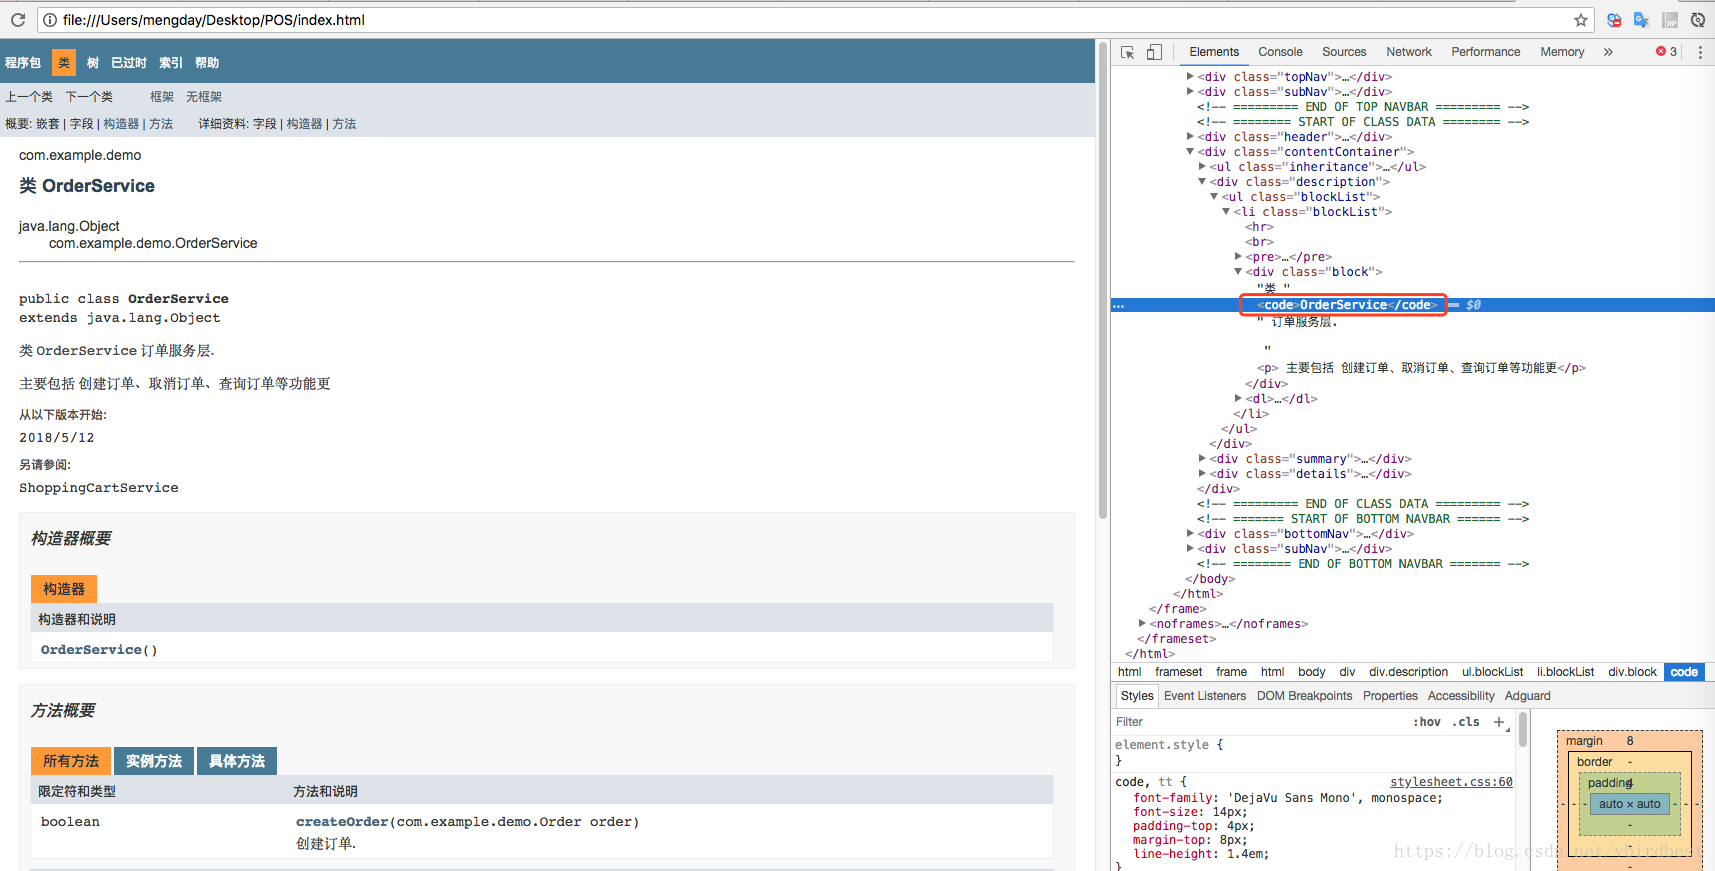 file:///Users/mengday/Desktop/POS/index.html
程序包 类 树 已过时 索引 帮助
上一个类 下一个类 框架 无框架
概要: 嵌套 | 字段 | 构造器 | 方法 详细资料: 字段 | 构造器 | 方法
com.example.demo
类 OrderService
java.lang.Object
com.example.demo.OrderService
public class OrderService
extends java.lang.Object
类 OrderService 订单服务层.
主要包括 创建订单、取消订单、查询订单等功能更
从以下版本开始:
2018/5/12
另请参阅:
ShoppingCartService
构造器概要
构造器
构造器和说明
OrderService()
方法概要
所有方法 实例方法 具体方法
限定符和类型 方法和说明
boolean createOrder(com.example.demo.Order order)
创建订单.
Elements Console Sources Network Performance Memory » 3
<div class="topNav">…</div>
<div class="subNav">…</div>
<!-- ========= END OF TOP NAVBAR ========= -->
<!-- ======== START OF CLASS DATA ======== -->
<div class="header">…</div>
<div class="contentContainer">
<ul class="inheritance">…</ul>
<div class="description">
<ul class="blockList">
<li class="blockList">
<hr>
<br>
<pre>…</pre>
<div class="block">
"类 "
<code>OrderService</code> == $0
" 订单服务层.
"
<p> 主要包括 创建订单、取消订单、查询订单等功能更</p>
</div>
<dl>…</dl>
</li>
</ul>
</div>
<div class="summary">…</div>
<div class="details">…</div>
</div>
<!-- ========= END OF CLASS DATA ========= -->
<!-- ======= START OF BOTTOM NAVBAR ====== -->
<div class="bottomNav">…</div>
<div class="subNav">…</div>
<!-- ======== END OF BOTTOM NAVBAR ======= -->
</body>
</html>
</frame>
<noframes>…</noframes>
</frameset>
</html>
html frameset frame html body div div.description ul.blockList li.blockList div.block code
Styles Event Listeners DOM Breakpoints Properties Accessibility Adguard
Filter :hov .cls +
element.style {
}
code, tt { stylesheet.css:60
font-family: 'DejaVu Sans Mono', monospace;
font-size: 14px;
padding-top: 4px;
margin-top: 8px;
line-height: 1.4em;
}
margin 8
border -
padding 4
auto × auto